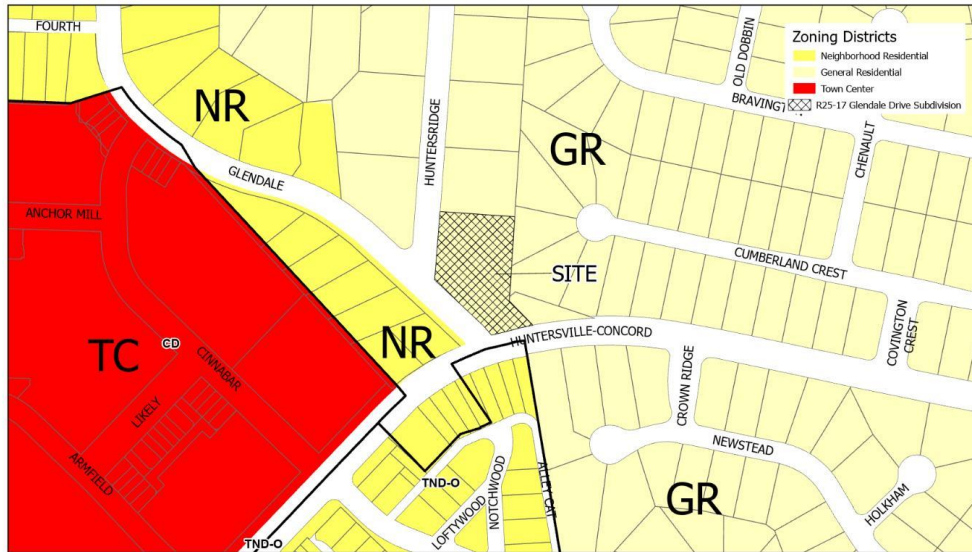 FOURTH
NR
GLENDALE
HUNTERSRIDGE
GR
OLD DOBBIN
Zoning Districts
Neighborhood Residential
General Residential
Town Center
R25-17 Glendale Drive Subdivision
CHENAULT
ANCHOR MILL
SITE
CUMBERLAND CREST
COVINGTON
CREST
TC
CD
CINNABAR
NR
HUNTERSVILLE-CONCORD
CROWN RIDGE
LIKELY
ARMFIELD
NEWSTEAD
HOLKHAM
GR
TND-O
LOFTYWOOD
NOTCHWOOD
ALLEY CAT
TND-O